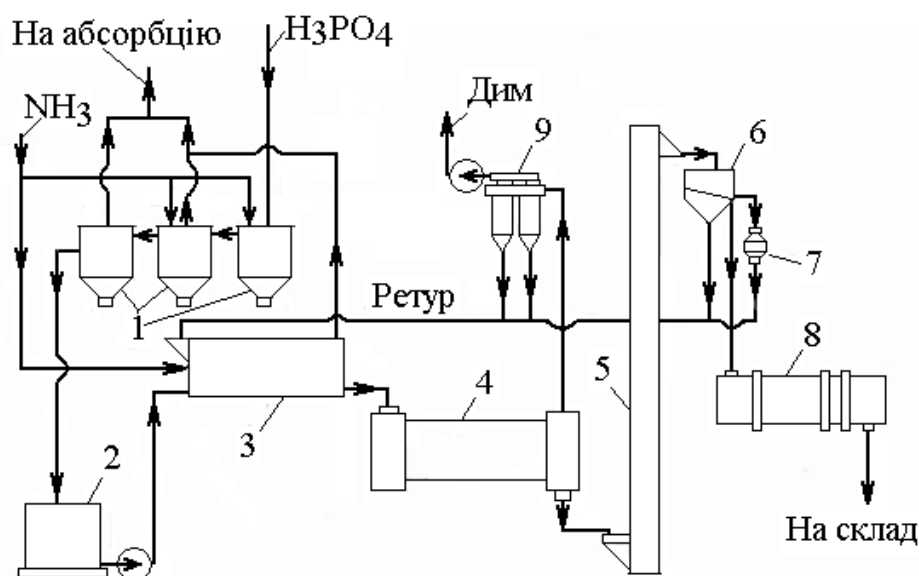 На абсорбцію
H₃PO₄
NH₃
Дим
9
6
7
1
Ретур
8
5
4
3
2
На склад